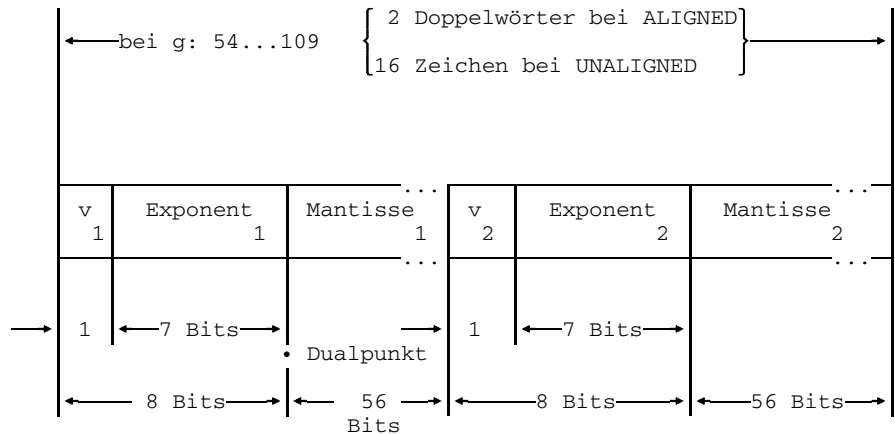 2 Doppelwörter bei ALIGNED
bei g: 54...109
16 Zeichen bei UNALIGNED
... ...
v Exponent Mantisse v Exponent Mantisse
1 1 1 2 2 2
... ...
1 7 Bits 1 7 Bits
• Dualpunkt
8 Bits 56 8 Bits 56 Bits
Bits